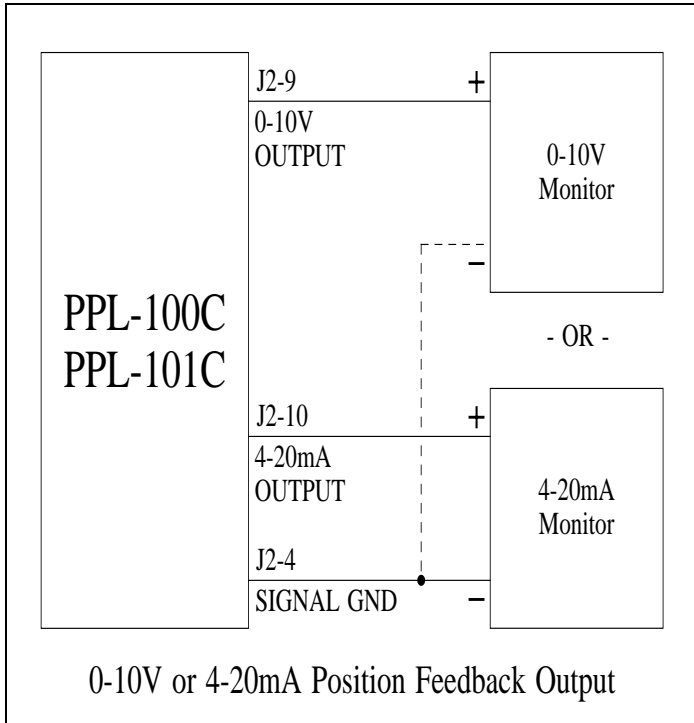 J2-9
+
0-10V
OUTPUT
0-10V
Monitor
−
PPL-100C
PPL-101C
- OR -
J2-10
+
4-20mA
OUTPUT
4-20mA
Monitor
J2-4
SIGNAL GND
−
0-10V or 4-20mA Position Feedback Output